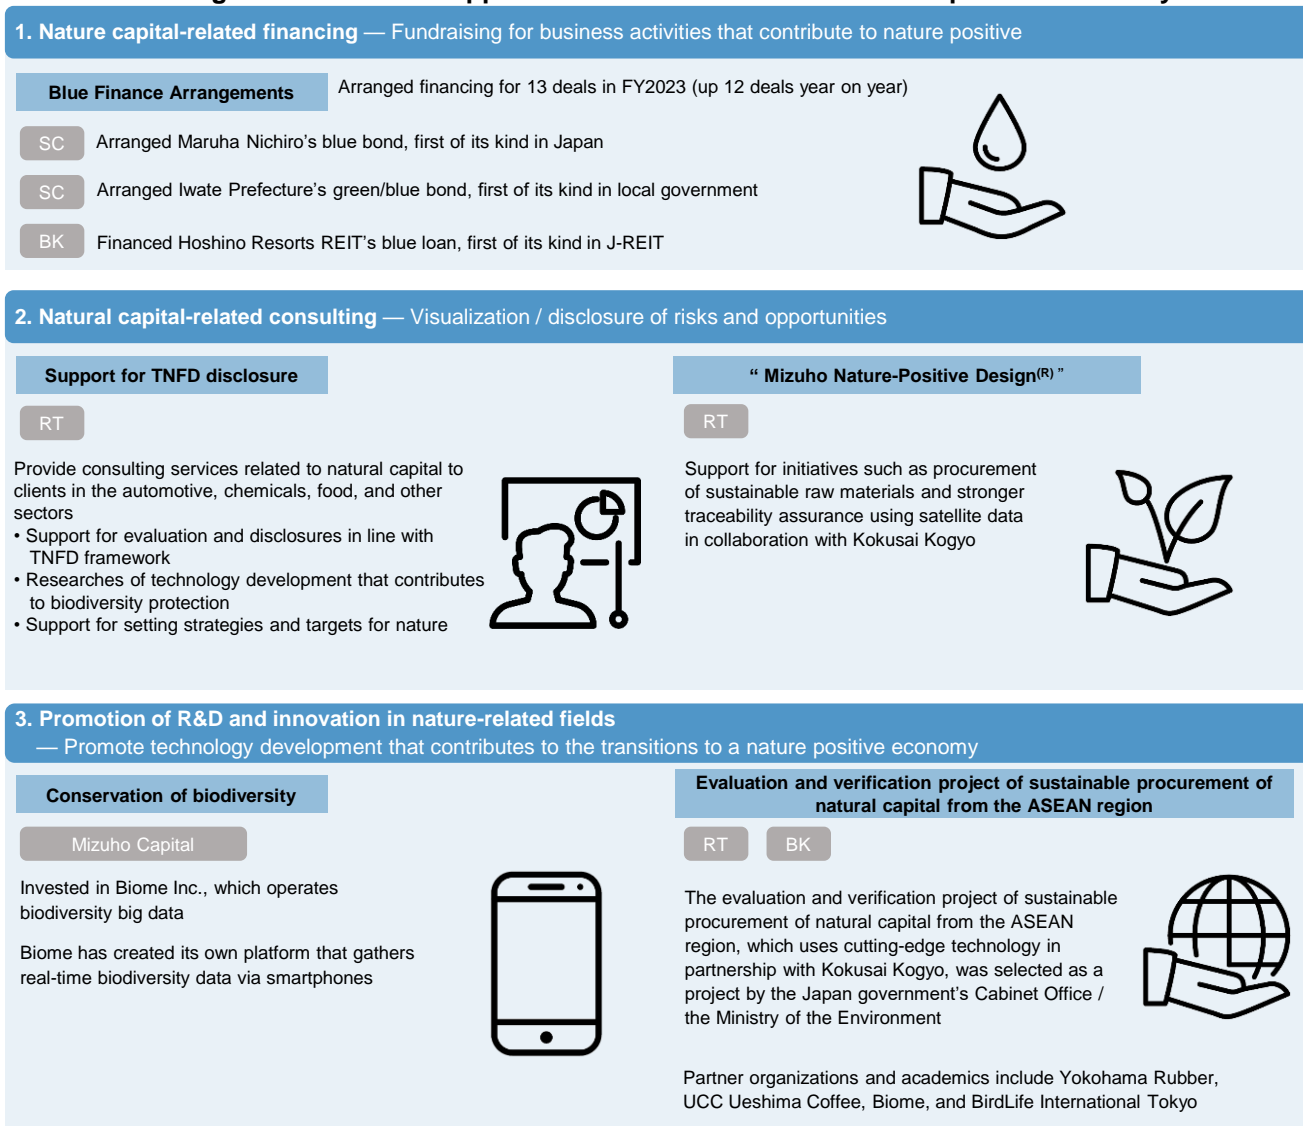 1. Nature capital-related financing — Fundraising for business activities that contribute to nature positive
Blue Finance Arrangements
Arranged financing for 13 deals in FY2023 (up 12 deals year on year)
SC
Arranged Maruha Nichiro’s blue bond, first of its kind in Japan
SC
Arranged Iwate Prefecture’s green/blue bond, first of its kind in local government
BK
Financed Hoshino Resorts REIT’s blue loan, first of its kind in J-REIT
2. Natural capital-related consulting — Visualization / disclosure of risks and opportunities
Support for TNFD disclosure
RT
Provide consulting services related to natural capital to
clients in the automotive, chemicals, food, and other
sectors
• Support for evaluation and disclosures in line with
TNFD framework
• Researches of technology development that contributes
to biodiversity protection
• Support for setting strategies and targets for nature
“ Mizuho Nature-Positive Design(R) ”
RT
Support for initiatives such as procurement
of sustainable raw materials and stronger
traceability assurance using satellite data
in collaboration with Kokusai Kogyo
3. Promotion of R&D and innovation in nature-related fields
— Promote technology development that contributes to the transitions to a nature positive economy
Conservation of biodiversity
Mizuho Capital
Invested in Biome Inc., which operates
biodiversity big data
Biome has created its own platform that gathers
real-time biodiversity data via smartphones
Evaluation and verification project of sustainable procurement of
natural capital from the ASEAN region
RT
BK
The evaluation and verification project of sustainable
procurement of natural capital from the ASEAN
region, which uses cutting-edge technology in
partnership with Kokusai Kogyo, was selected as a
project by the Japan government’s Cabinet Office /
the Ministry of the Environment
Partner organizations and academics include Yokohama Rubber,
UCC Ueshima Coffee, Biome, and BirdLife International Tokyo